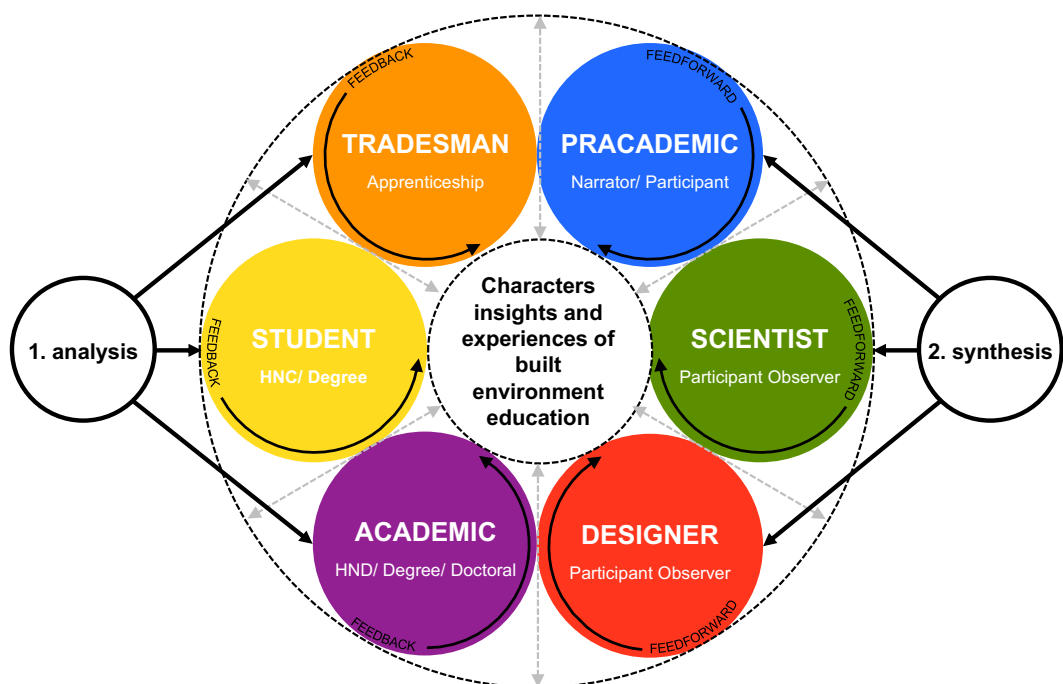 FEEDBACK
TRADESMAN
Apprenticeship
FEEDFORWARD
PRACADEMIC
Narrator/ Participant
1. analysis
FEEDBACK
STUDENT
HNC/ Degree
Characters
insights and
experiences of
built
environment
education
SCIENTIST
Participant Observer
FEEDFORWARD
2. synthesis
ACADEMIC
HND/ Degree/ Doctoral
FEEDBACK
DESIGNER
Participant Observer
FEEDFORWARD